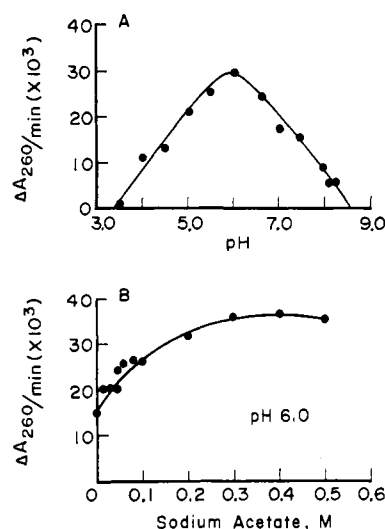 A
ΔA260/min (X10³)
40
30
20
10
0
3.0 5.0 7.0 9.0
pH
B
ΔA260/min (X10³)
40
30
20
10
pH 6.0
0 0.1 0.2 0.3 0.4 0.5 0.6
Sodium Acetate, M